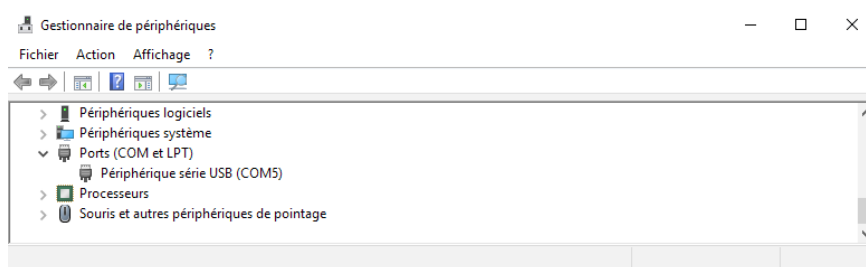 Gestionnaire de périphériques
Fichier Action Affichage ?
Périphériques logiciels
Périphériques système
Ports (COM et LPT)
Périphérique série USB (COM5)
Processeurs
Souris et autres périphériques de pointage